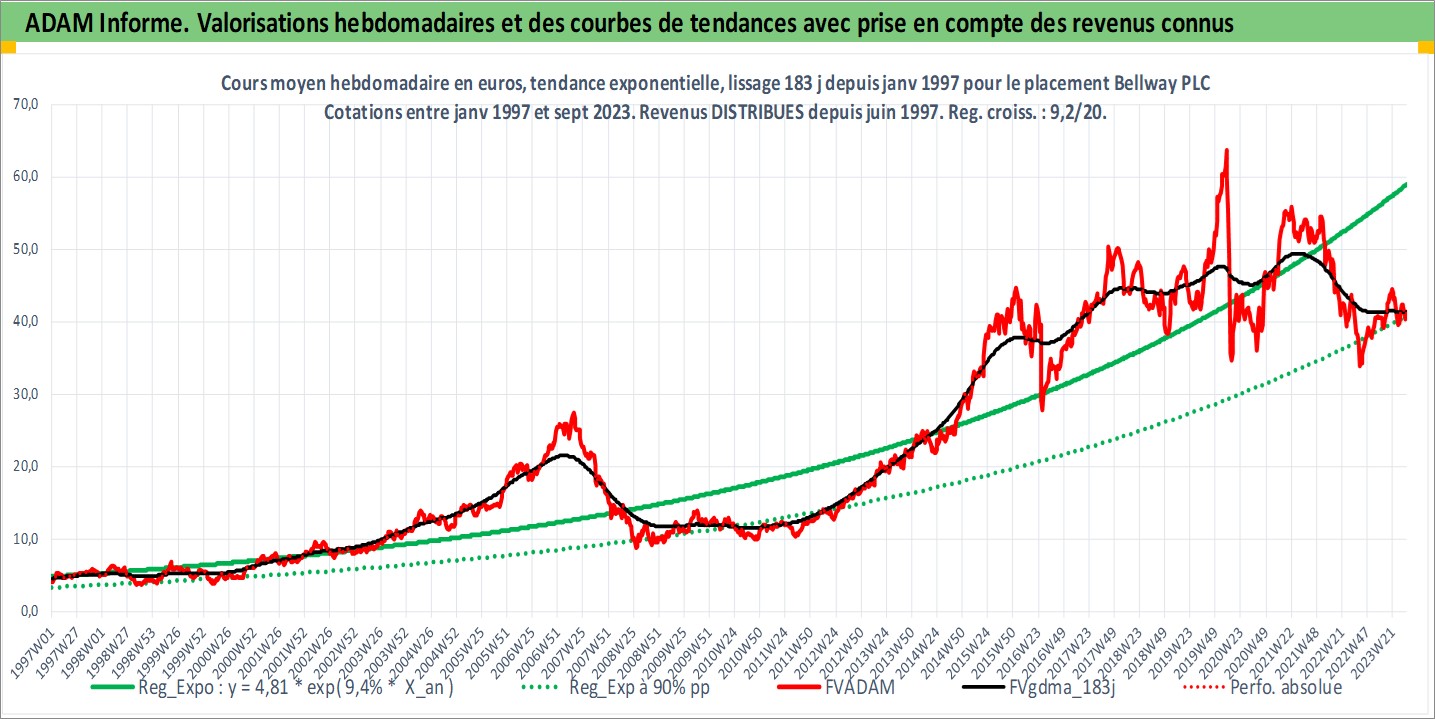 ADAM Informe. Valorisations hebdomadaires et des courbes de tendances avec prise en compte des revenus connus
Cours moyen hebdomadaire en euros, tendance exponentielle, lissage 183 j depuis janv 1997 pour le placement Bellway PLC
Cotations entre janv 1997 et sept 2023. Revenus DISTRIBUES depuis juin 1997. Reg. croiss. : 9,2/20.
70,0
60,0
50,0
40,0
30,0
20,0
10,0
0,0
1997W01 1997W27 1998W01 1998W27 1998W53 1999W26 1999W52 2000W26 2000W52 2001W26 2001W52 2002W26 2002W52 2003W26 2003W52 2004W26 2004W52 2005W25 2005W51 2006W25 2006W51 2007W25 2007W51 2008W25 2008W51 2009W25 2009W51 2010W24 2010W50 2011W24 2011W50 2012W24 2012W50 2013W24 2013W50 2014W24 2014W50 2015W24 2015W50 2016W23 2016W49 2017W23 2017W49 2018W23 2018W49 2019W23 2019W49 2020W23 2020W49 2021W22 2021W48 2022W21 2022W47 2023W21
Reg_Expo : y = 4,81 * exp( 9,4% * X_an ) Reg_Exp à 90% pp FVADAM FVgdma_183j Perfo. absolue